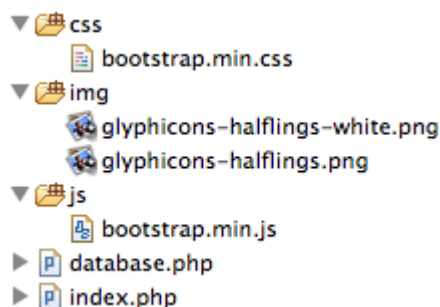 css
bootstrap.min.css
img
glyphicons-halflings-white.png
glyphicons-halflings.png
js
bootstrap.min.js
database.php
index.php